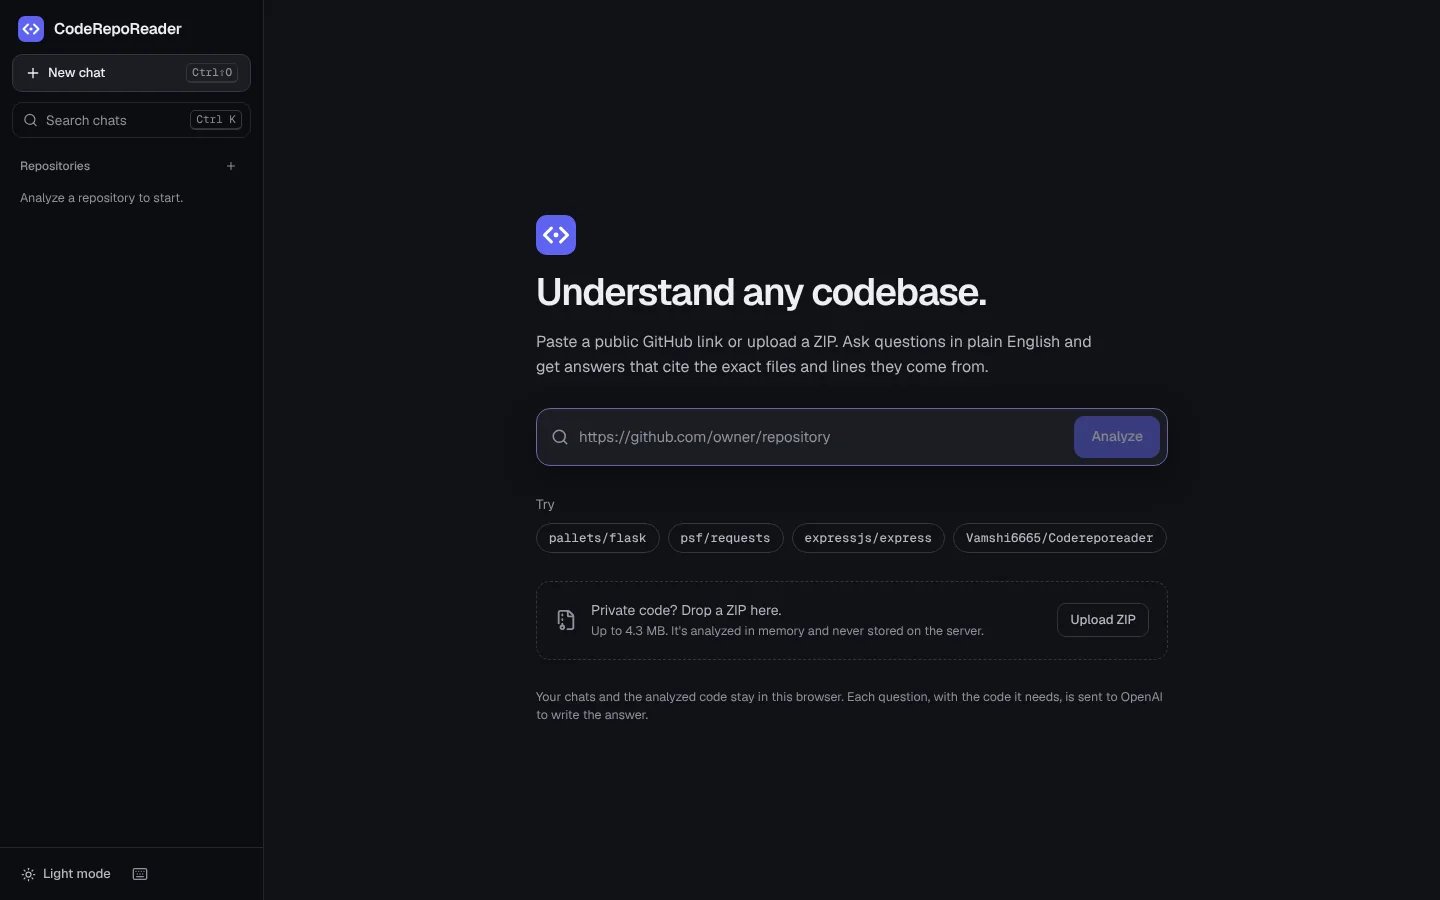 CodeRepoReader
New chat
Ctrl⇧O
Search chats
Ctrl K
Repositories
Analyze a repository to start.
Understand any codebase.
Paste a public GitHub link or upload a ZIP. Ask questions in plain English and
get answers that cite the exact files and lines they come from.
https://github.com/owner/repository
Analyze
Try
pallets/flask
psf/requests
expressjs/express
Vamshi6665/Codereporeader
Private code? Drop a ZIP here.
Up to 4.3 MB. It's analyzed in memory and never stored on the server.
Upload ZIP
Your chats and the analyzed code stay in this browser. Each question, with the code it needs, is sent to OpenAI
to write the answer.
Light mode